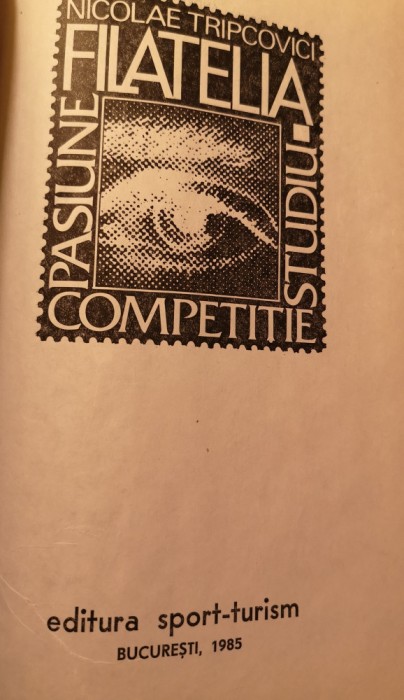 NICOLAE TRIPCOVICI
FILATELIA
PASIUNE
STUDIU
COMPETITIE
editura sport-turism
BUCUREȘTI, 1985